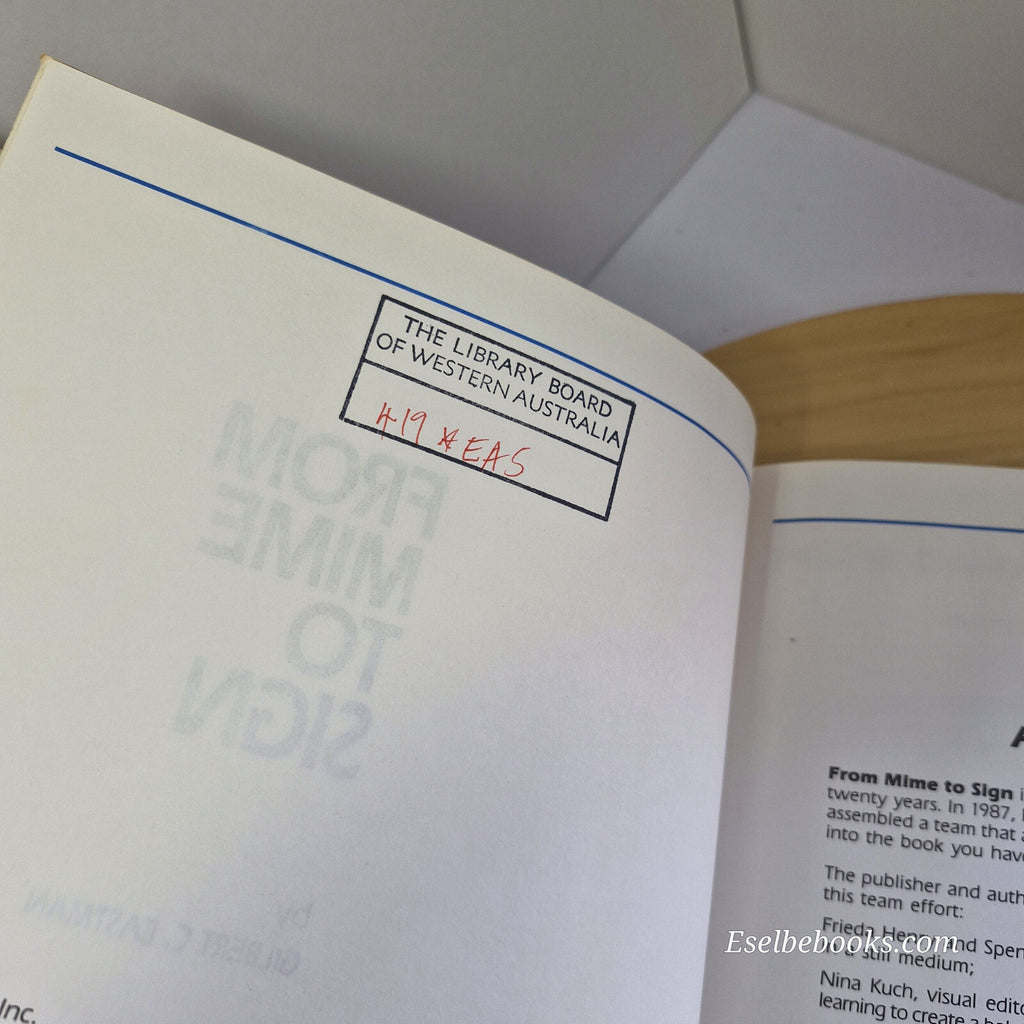 THE LIBRARY BOARD
OF WESTERN AUSTRALIA
419 EAS
FROM
MIME
TO
SIGN
by
GILBERT C. EASTMAN
Inc.
From Mime to Sign
twenty years. In 1987,
assembled a team that
into the book you have
The publisher and auth
this team effort:
Frieda and Spen
still medium;
Nina Kuch, visual edit
learning to create a
Eselbebooks.com